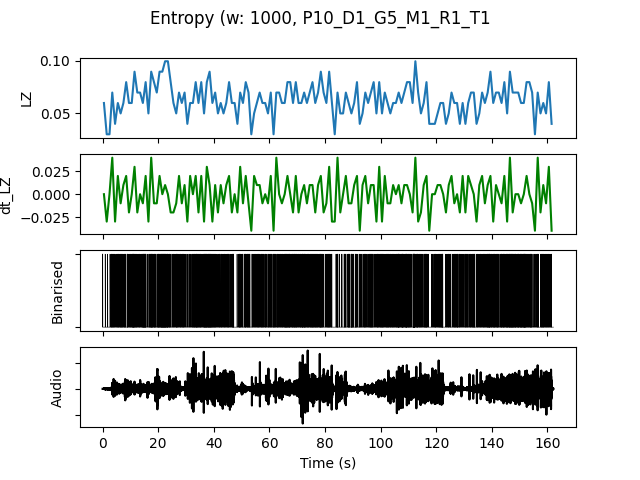 Entropy (w: 1000, P10_D1_G5_M1_R1_T1
0.10
0.05
LZ
0.025
0.000
−0.025
dt_LZ
Binarised
Audio
0 20 40 60 80 100 120 140 160
Time (s)